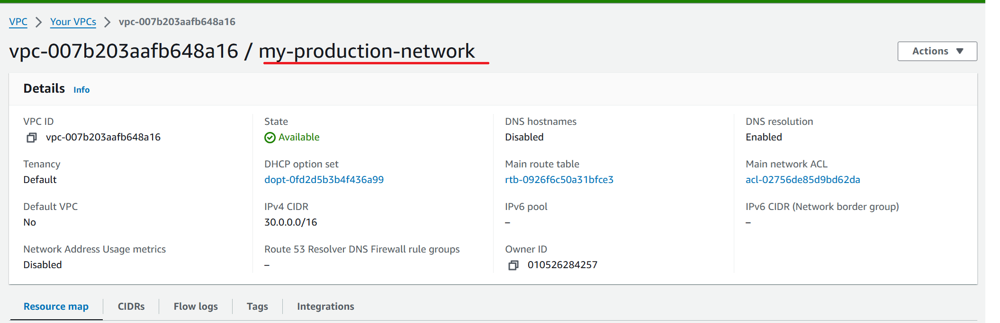 VPC > Your VPCs > vpc-007b203aafb648a16
vpc-007b203aafb648a16 / my-production-network
Actions
Details Info
VPC ID
vpc-007b203aafb648a16
State
Available
DNS hostnames
Disabled
DNS resolution
Enabled
Tenancy
Default
DHCP option set
dopt-0fd2d5b3b4f436a99
Main route table
rtb-0926f6c50a31bfce3
Main network ACL
acl-02756de85d9bd62da
Default VPC
No
IPv4 CIDR
30.0.0.0/16
IPv6 pool
–
IPv6 CIDR (Network border group)
–
Network Address Usage metrics
Disabled
Route 53 Resolver DNS Firewall rule groups
–
Owner ID
010526284257
Resource map CIDRs Flow logs Tags Integrations